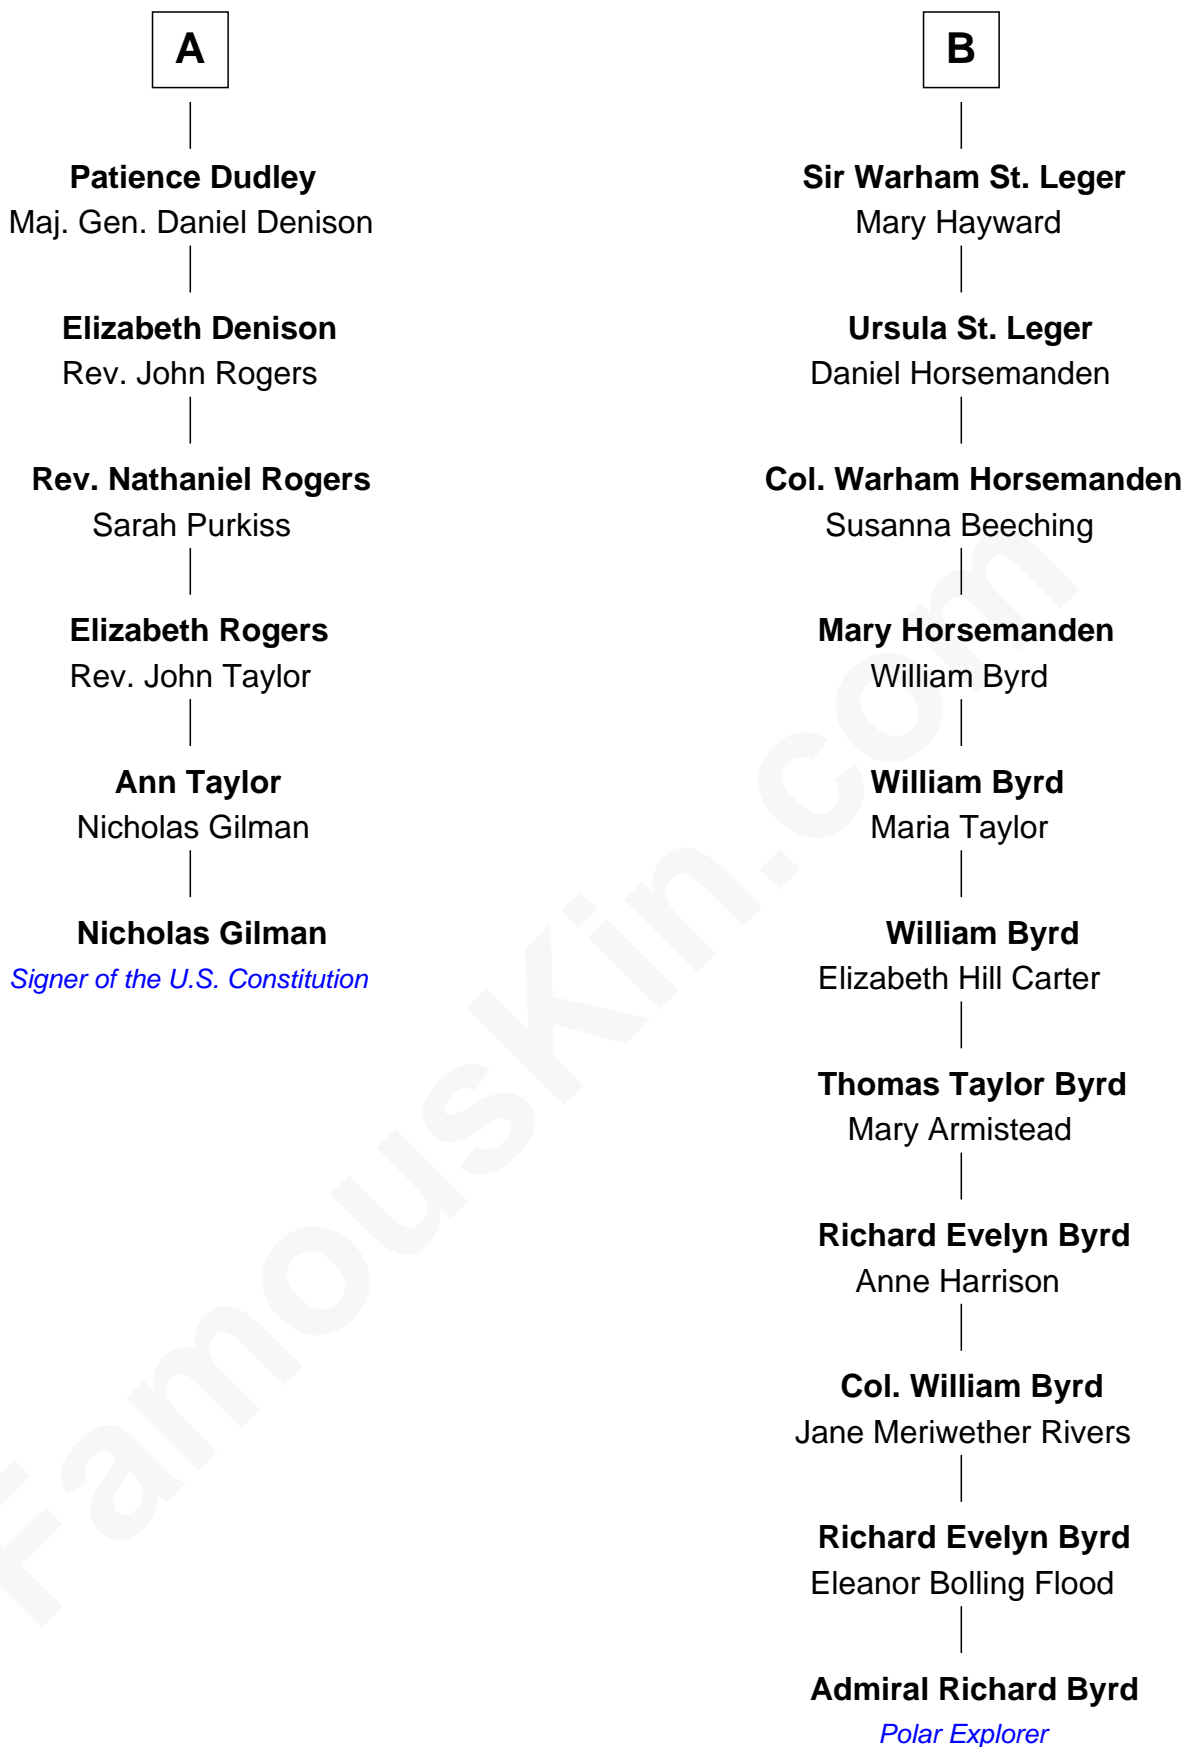 A
Patience Dudley
Maj. Gen. Daniel Denison
Elizabeth Denison
Rev. John Rogers
Rev. Nathaniel Rogers
Sarah Purkiss
Elizabeth Rogers
Rev. John Taylor
Ann Taylor
Nicholas Gilman
Nicholas Gilman
Signer of the U.S. Constitution
B
Sir Warham St. Leger
Mary Hayward
Ursula St. Leger
Daniel Horsemanden
Col. Warham Horsemanden
Susanna Beeching
Mary Horsemanden
William Byrd
William Byrd
Maria Taylor
William Byrd
Elizabeth Hill Carter
Thomas Taylor Byrd
Mary Armistead
Richard Evelyn Byrd
Anne Harrison
Col. William Byrd
Jane Meriwether Rivers
Richard Evelyn Byrd
Eleanor Bolling Flood
Admiral Richard Byrd
Polar Explorer
FamousKin.com